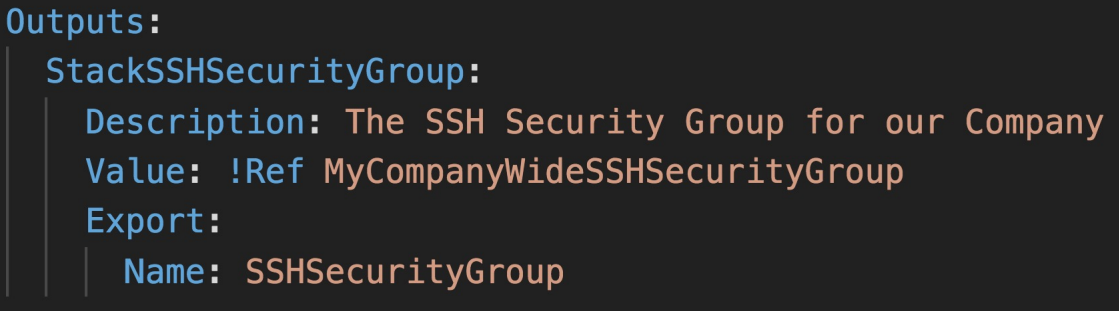 Outputs:
StackSSHSecurityGroup:
Description: The SSH Security Group for our Company
Value: !Ref MyCompanyWideSSHSecurityGroup
Export:
Name: SSHSecurityGroup